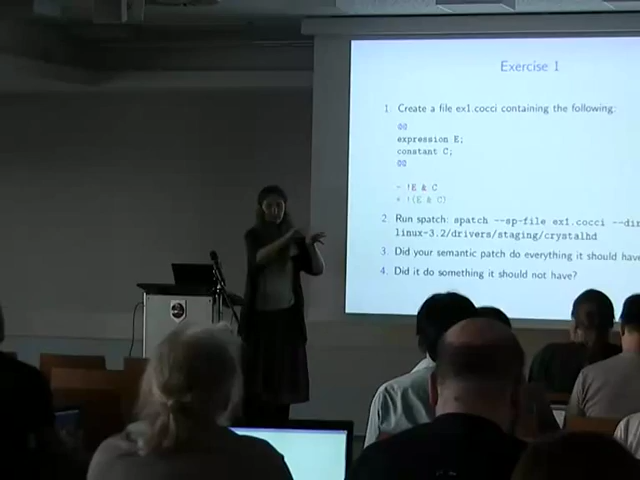 Exercise 1
1. Create a file ex1.cocci containing the following:
@@
expression E;
constant C;
@@
- !E & C
+ !(E & C)
2. Run spatch: spatch --sp-file ex1.cocci --dir
linux-3.2/drivers/staging/crystalhd
3. Did your semantic patch do everything it should have
4. Did it do something it should not have?